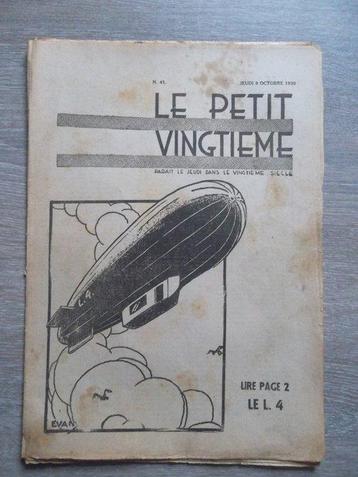 N. 41.
JEUDI 9 OCTOBRE 1930
LE PETIT
VINGTIEME
PARAIT LE JEUDI DANS LE VINGTIEME SIECLE
L.4
LIRE PAGE 2
LE L. 4
EVANY